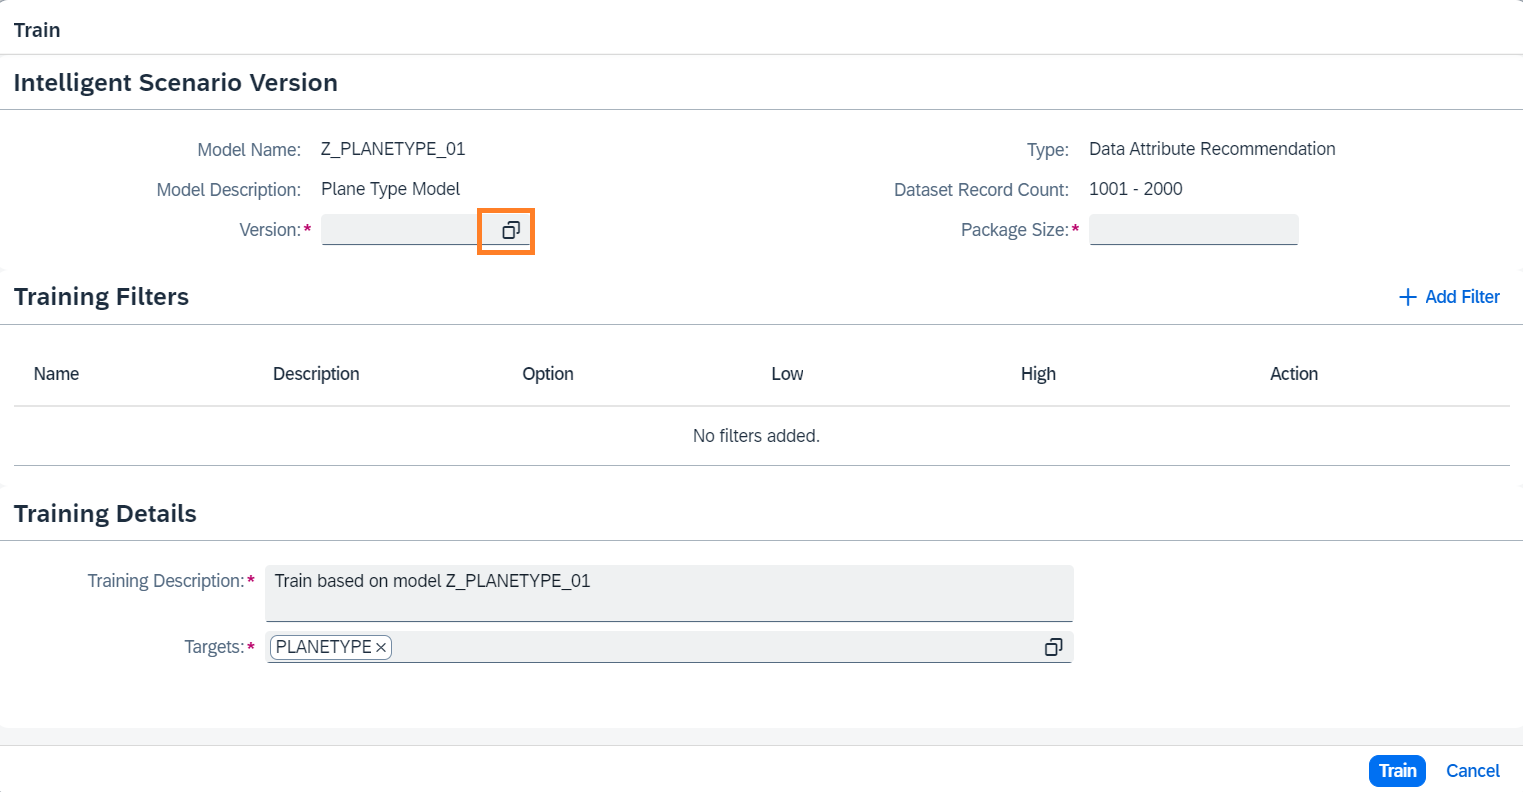 Train
Intelligent Scenario Version
Model Name: Z_PLANETYPE_01 Type: Data Attribute Recommendation
Model Description: Plane Type Model Dataset Record Count: 1001 - 2000
Version:* Package Size:*
Training Filters Add Filter
Name Description Option Low High Action
No filters added.
Training Details
Training Description:* Train based on model Z_PLANETYPE_01
Targets:* PLANETYPE
Train Cancel